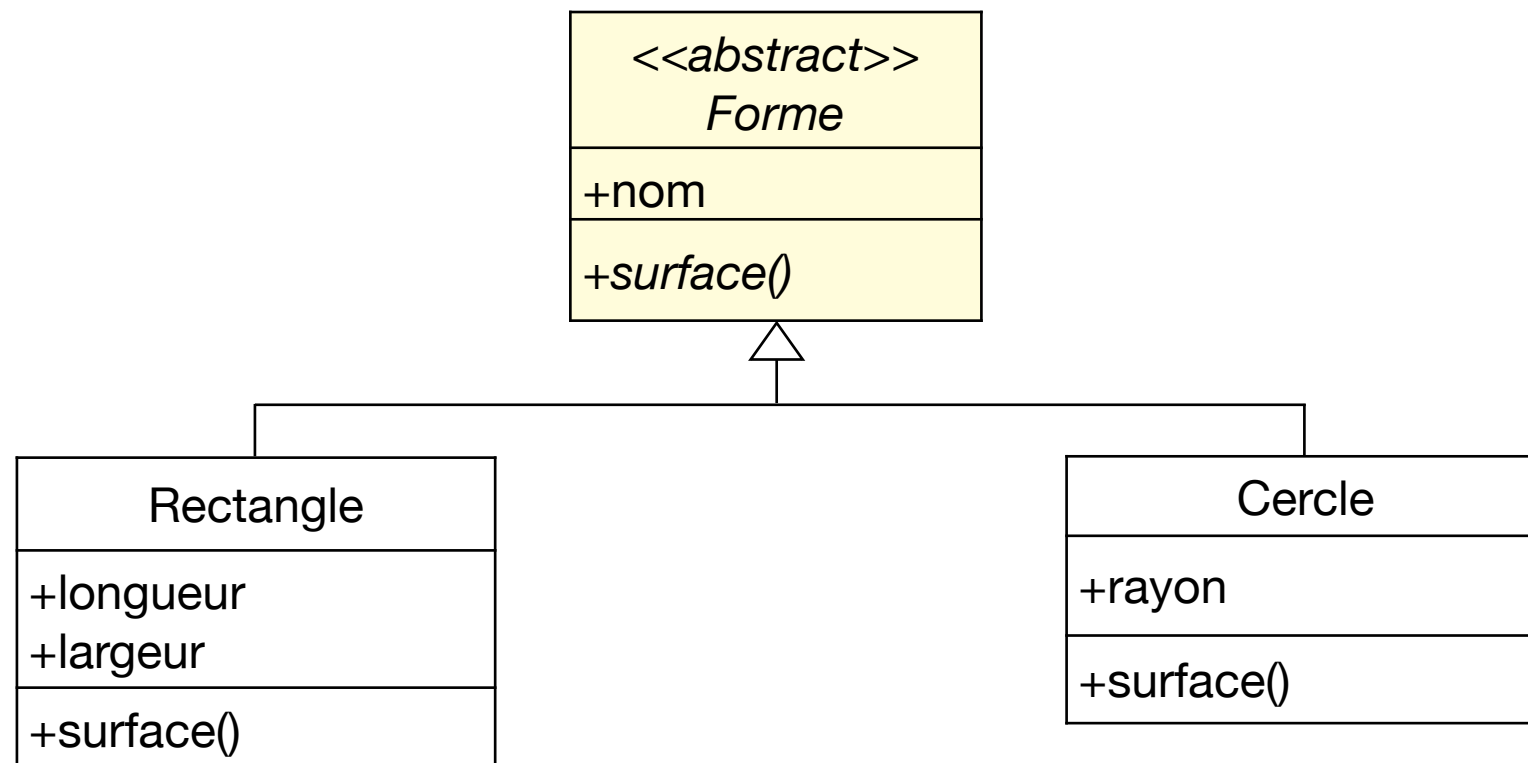 <<abstract>>
Forme
+nom
+surface()
Rectangle
+longueur
+largeur
+surface()
Cercle
+rayon
+surface()